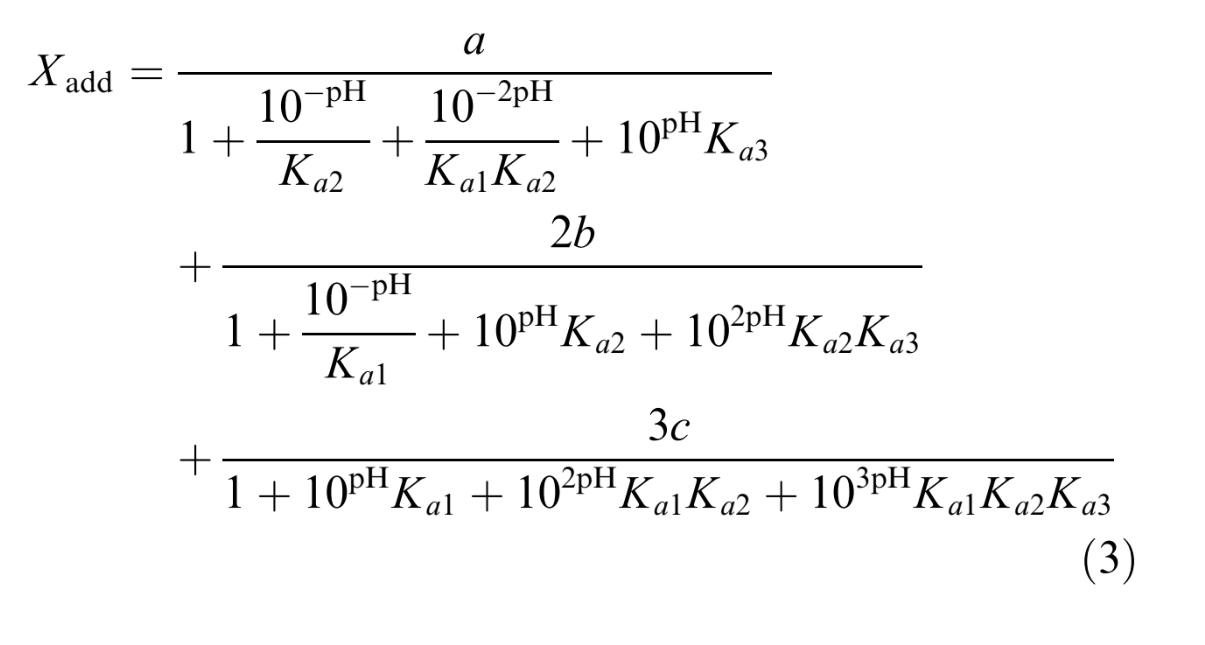 X_add = a / (1 + 10^−pH / K_a2 + 10^−2pH / (K_a1 K_a2) + 10^pH K_a3)
+ 2b / (1 + 10^−pH / K_a1 + 10^pH K_a2 + 10^2pH K_a2 K_a3)
+ 3c / (1 + 10^pH K_a1 + 10^2pH K_a1 K_a2 + 10^3pH K_a1 K_a2 K_a3)
(3)